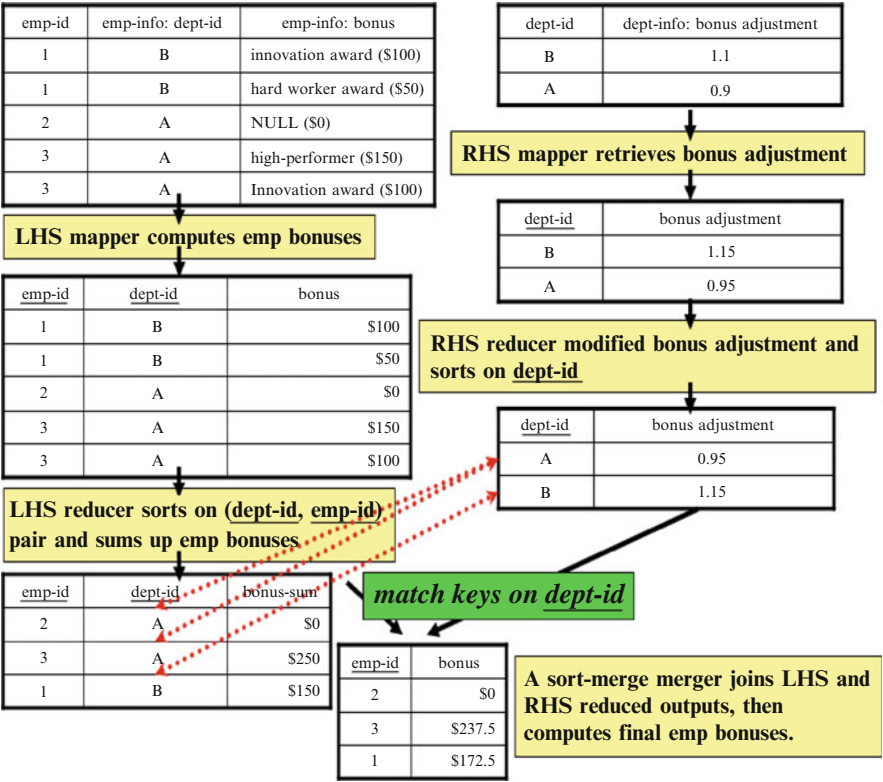 emp-id emp-info: dept-id emp-info: bonus
1 B innovation award ($100)
1 B hard worker award ($50)
2 A NULL ($0)
3 A high-performer ($150)
3 A Innovation award ($100)
LHS mapper computes emp bonuses
emp-id dept-id bonus
1 B $100
1 B $50
2 A $0
3 A $150
3 A $100
LHS reducer sorts on (dept-id, emp-id)
pair and sums up emp bonuses
emp-id dept-id bonus-sum
2 A $0
3 A $250
1 B $150
dept-id dept-info: bonus adjustment
B 1.1
A 0.9
RHS mapper retrieves bonus adjustment
dept-id bonus adjustment
B 1.15
A 0.95
RHS reducer modified bonus adjustment and
sorts on dept-id
dept-id bonus adjustment
A 0.95
B 1.15
match keys on dept-id
emp-id bonus
2 $0
3 $237.5
1 $172.5
A sort-merge merger joins LHS and
RHS reduced outputs, then
computes final emp bonuses.